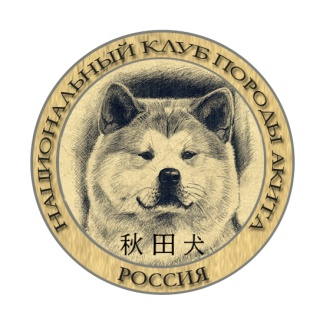 НАЦИОНАЛЬНЫЙ КЛУБ ПОРОДЫ АКИТА
秋田犬
РОССИЯ